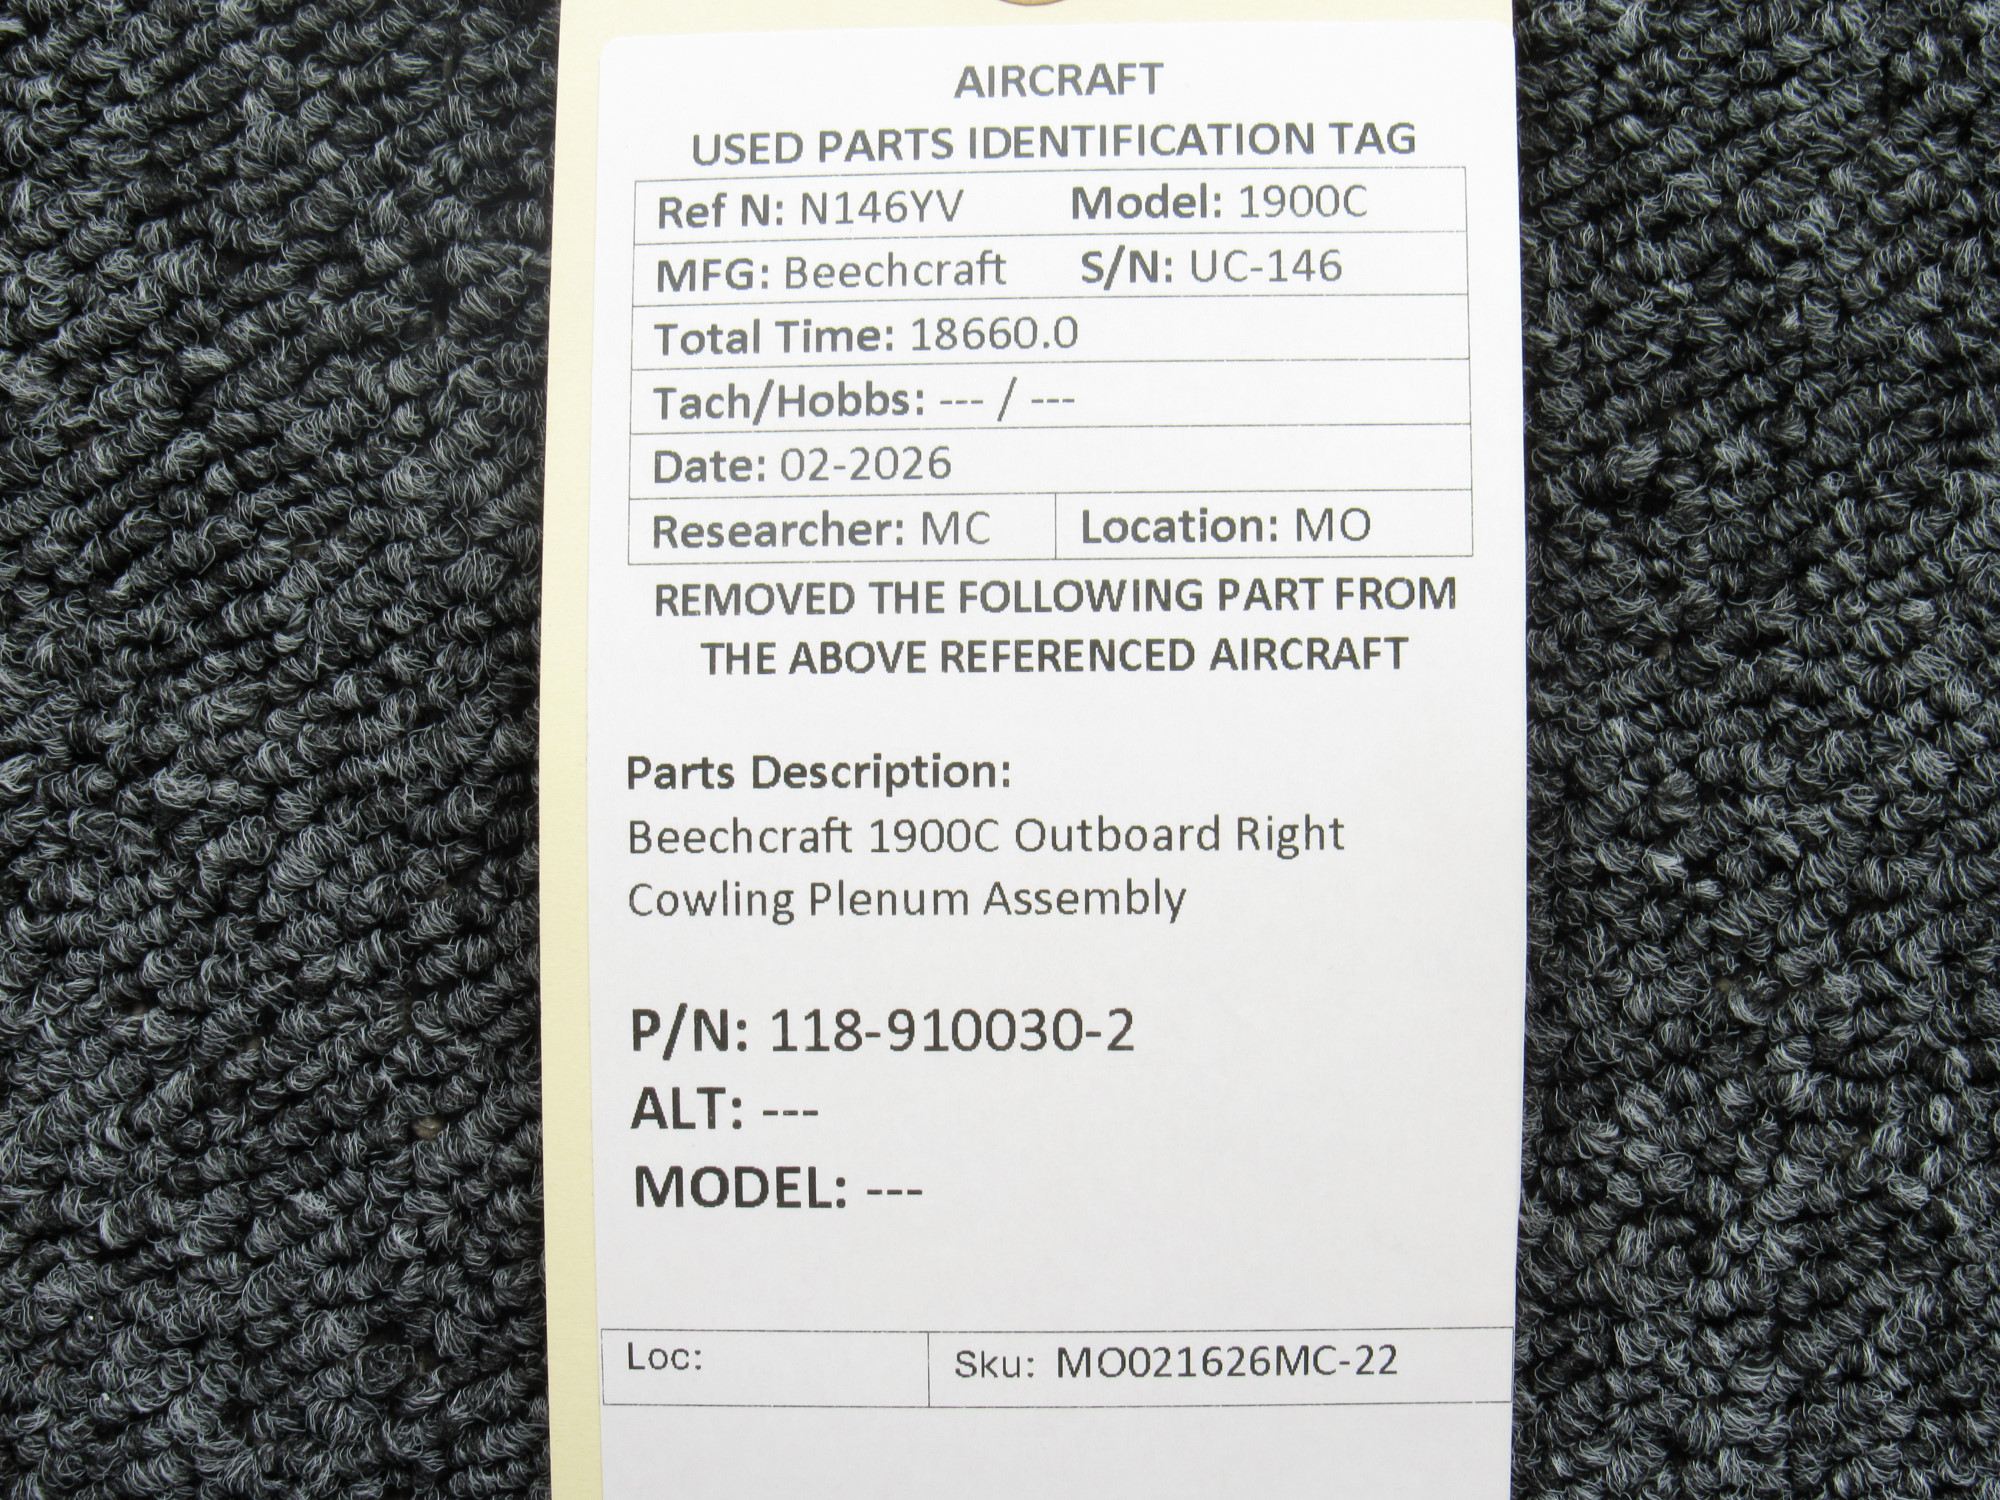 AIRCRAFT
USED PARTS IDENTIFICATION TAG
Ref N: N146YV Model: 1900C
MFG: Beechcraft S/N: UC-146
Total Time: 18660.0
Tach/Hobbs: --- / ---
Date: 02-2026
Researcher: MC Location: MO
REMOVED THE FOLLOWING PART FROM
THE ABOVE REFERENCED AIRCRAFT
Parts Description:
Beechcraft 1900C Outboard Right
Cowling Plenum Assembly
P/N: 118-910030-2
ALT: ---
MODEL: ---
Loc: Sku: MO021626MC-22